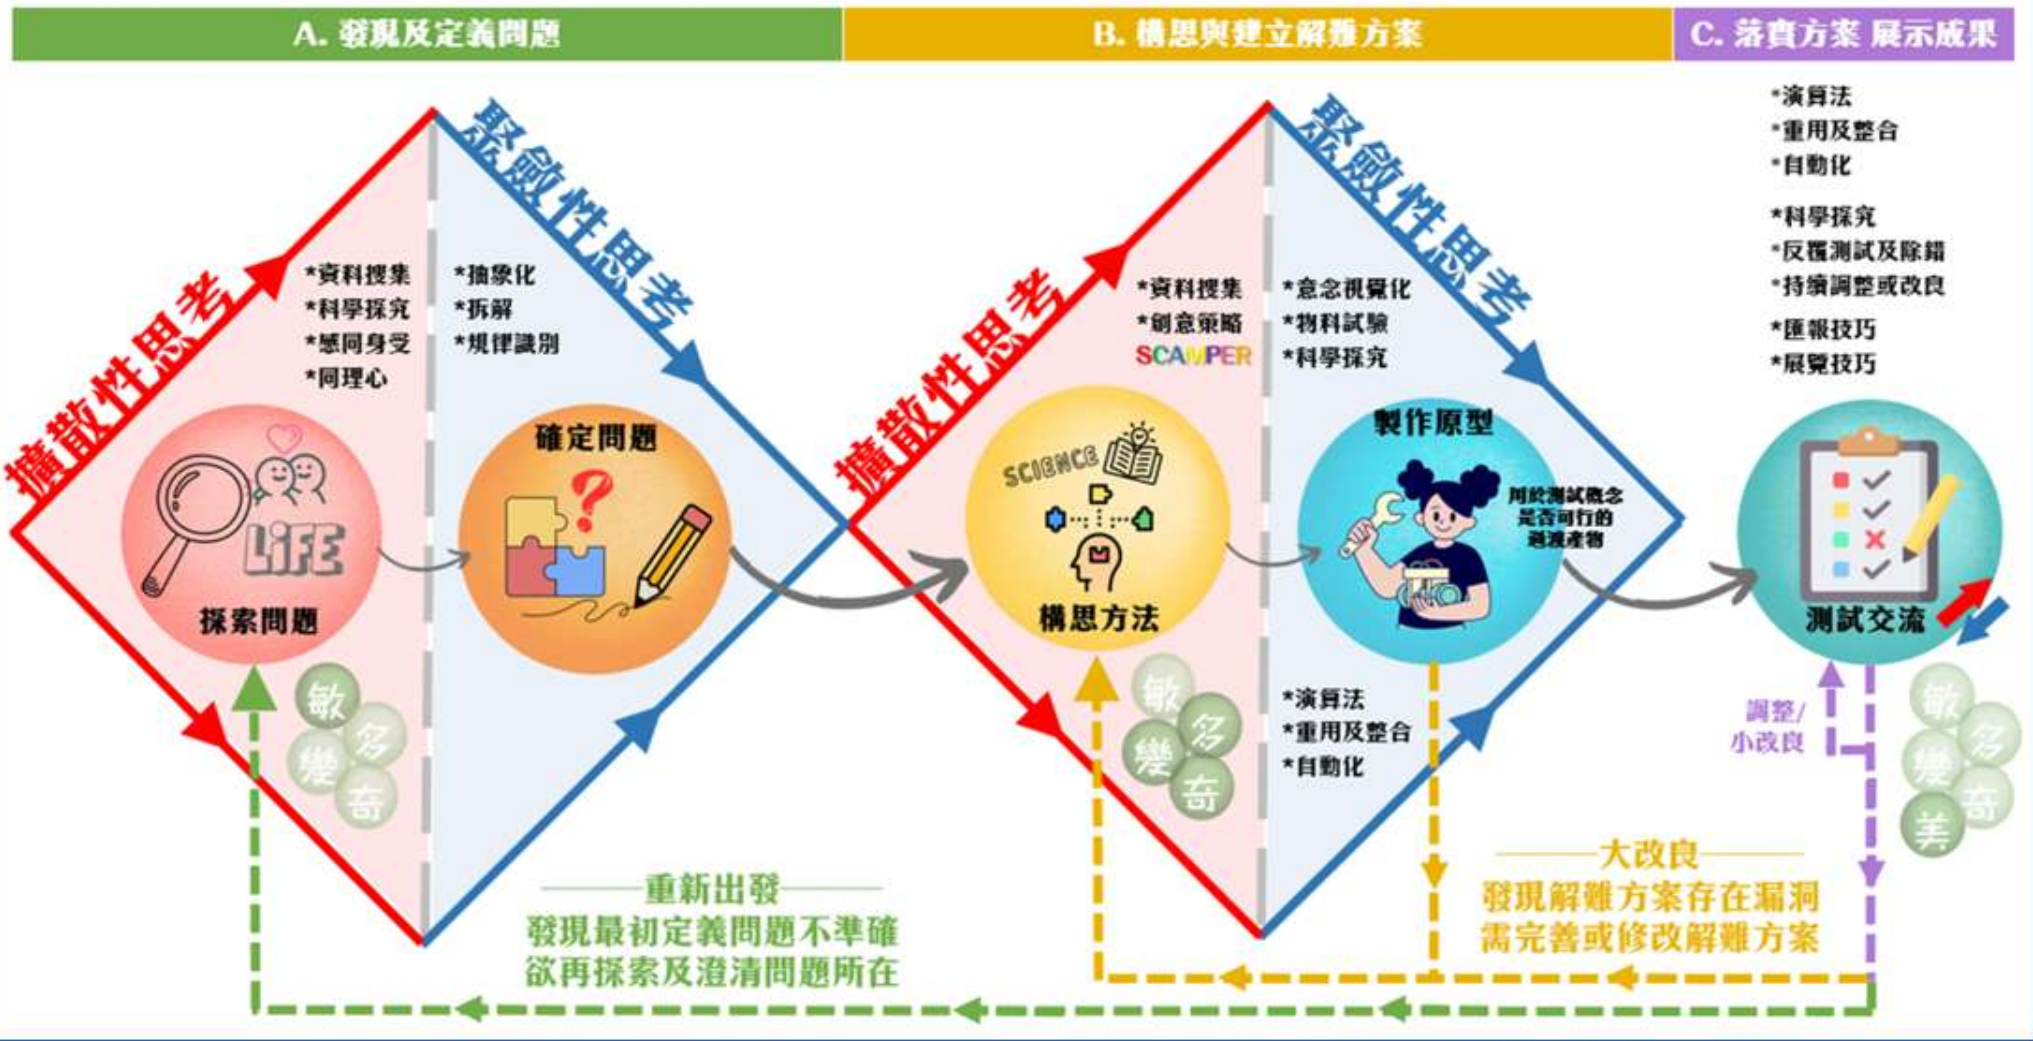 A. 發現及定義問題
B. 構思與建立解難方案
C. 落實方案 展示成果
擴散性思考
聚斂性思考
*資料搜集
*科學探究
*感同身受
*同理心
*抽象化
*拆解
*規律識別
LiFE
探索問題
確定問題
?
敏
多
變
奇
擴散性思考
聚斂性思考
*資料搜集
*創意策略
SCAMPER
*意念視覺化
*物料試驗
*科學探究
SCIENCE
構思方法
製作原型
用於測試概念
是否可行的
過渡產物
*演算法
*重用及整合
*自動化
敏
多
變
奇
*演算法
*重用及整合
*自動化
*科學探究
*反覆測試及除錯
*持續調整或改良
*匯報技巧
*展覽技巧
測試交流
調整/
小改良
敏
多
變
奇
美
大改良
發現解難方案存在漏洞
需完善或修改解難方案
重新出發
發現最初定義問題不準確
欲再探索及澄清問題所在